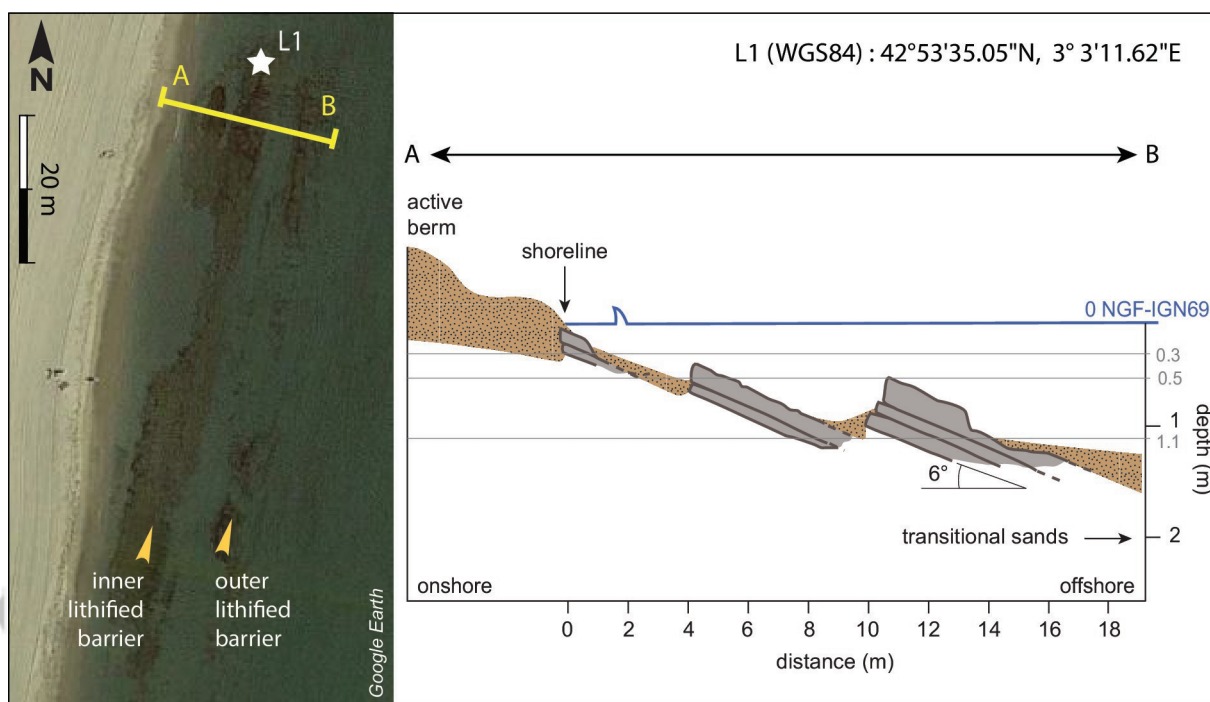 N
20 m
L1
A
B
inner
lithified
barrier
outer
lithified
barrier
Google Earth
L1 (WGS84) : 42°53'35.05"N, 3° 3'11.62"E
A
B
active
berm
shoreline
0 NGF-IGN69
0.3
0.5
1
1.1
depth (m)
6°
transitional sands
2
onshore
offshore
0 2 4 6 8 10 12 14 16 18
distance (m)